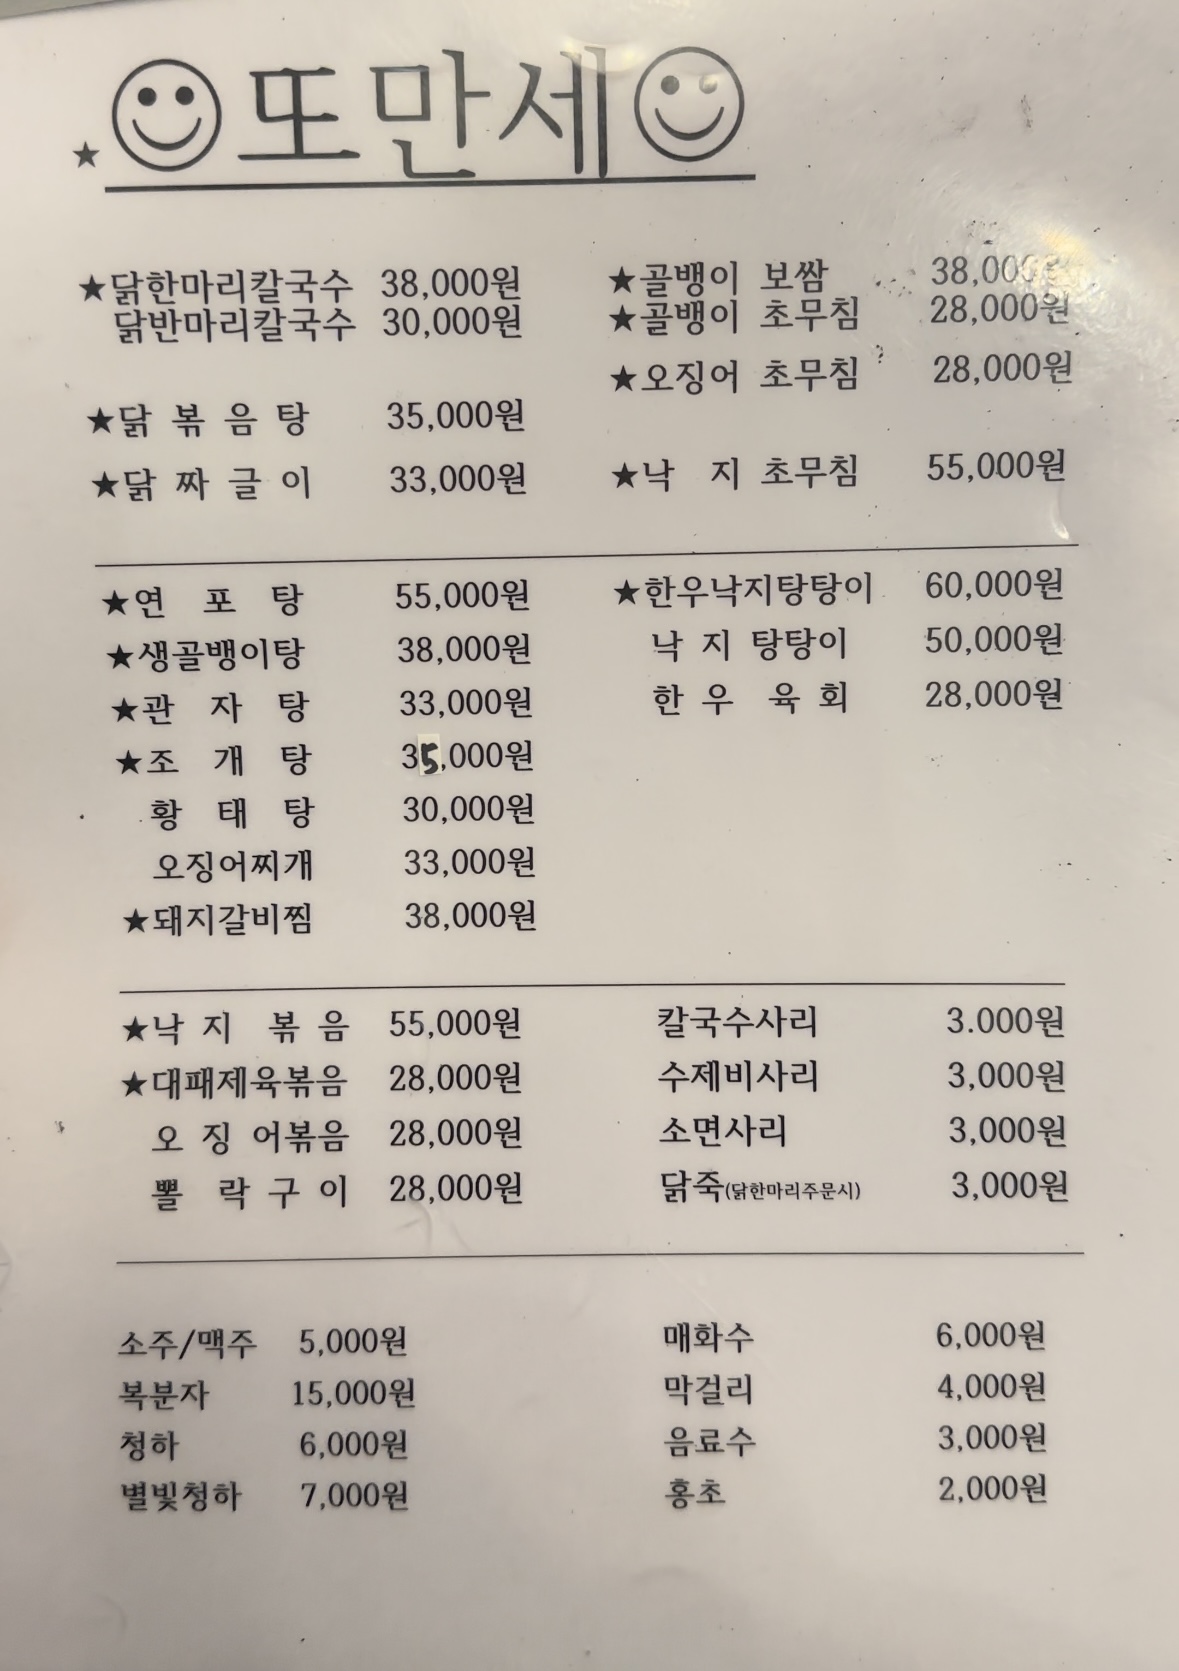 ★☺또만세☺
★닭한마리칼국수 38,000원
닭반마리칼국수 30,000원
★닭 볶 음 탕 35,000원
★닭 짜 글 이 33,000원
★골뱅이 보쌈 38,000
★골뱅이 초무침 28,000원
★오징어 초무침 28,000원
★낙 지 초무침 55,000원
★연 포 탕 55,000원
★생골뱅이탕 38,000원
★관 자 탕 33,000원
★조 개 탕 35,000원
황 태 탕 30,000원
오징어찌개 33,000원
★돼지갈비찜 38,000원
★한우낙지탕탕이 60,000원
낙 지 탕탕이 50,000원
한 우 육 회 28,000원
★낙 지 볶 음 55,000원
★대패제육볶음 28,000원
오 징 어볶음 28,000원
뽈 락 구 이 28,000원
칼국수사리 3.000원
수제비사리 3,000원
소면사리 3,000원
닭죽(닭한마리주문시) 3,000원
소주/맥주 5,000원
복분자 15,000원
청하 6,000원
별빛청하 7,000원
매화수 6,000원
막걸리 4,000원
음료수 3,000원
홍초 2,000원